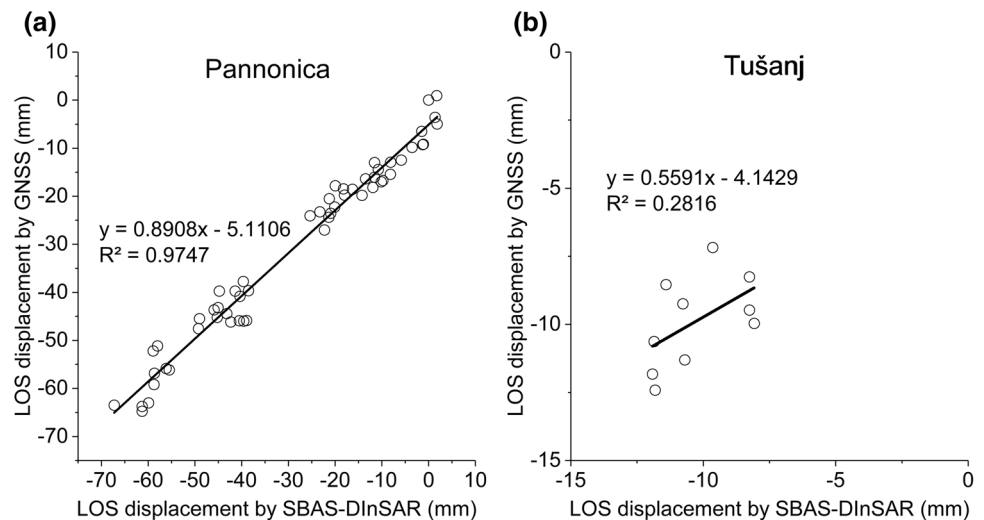 (a)
Pannonica
LOS displacement by GNSS (mm)
10
0
-10
-20
-30
-40
-50
-60
-70
y = 0.8908x - 5.1106
R² = 0.9747
-70 -60 -50 -40 -30 -20 -10 0 10
LOS displacement by SBAS-DInSAR (mm)
(b)
Tušanj
LOS displacement by GNSS (mm)
0
-5
-10
-15
y = 0.5591x - 4.1429
R² = 0.2816
-15 -10 -5 0
LOS displacement by SBAS-DInSAR (mm)